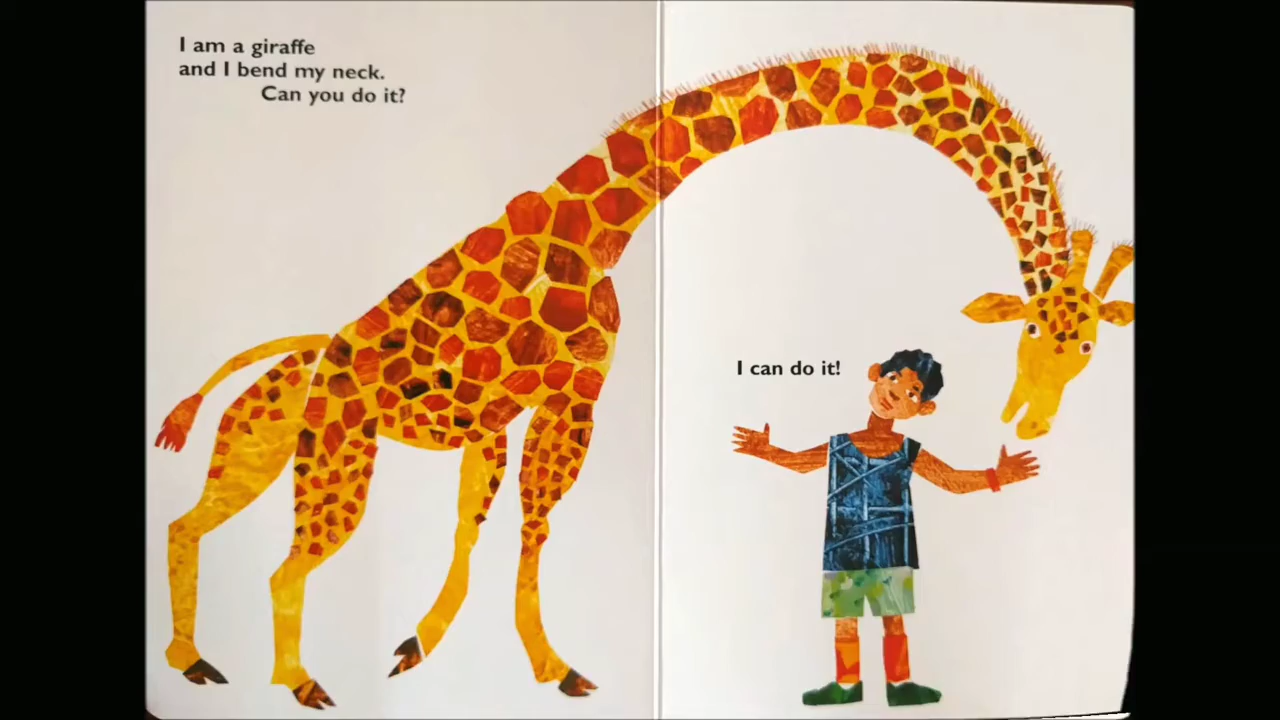 I am a giraffe
and I bend my neck.
Can you do it?
I can do it!